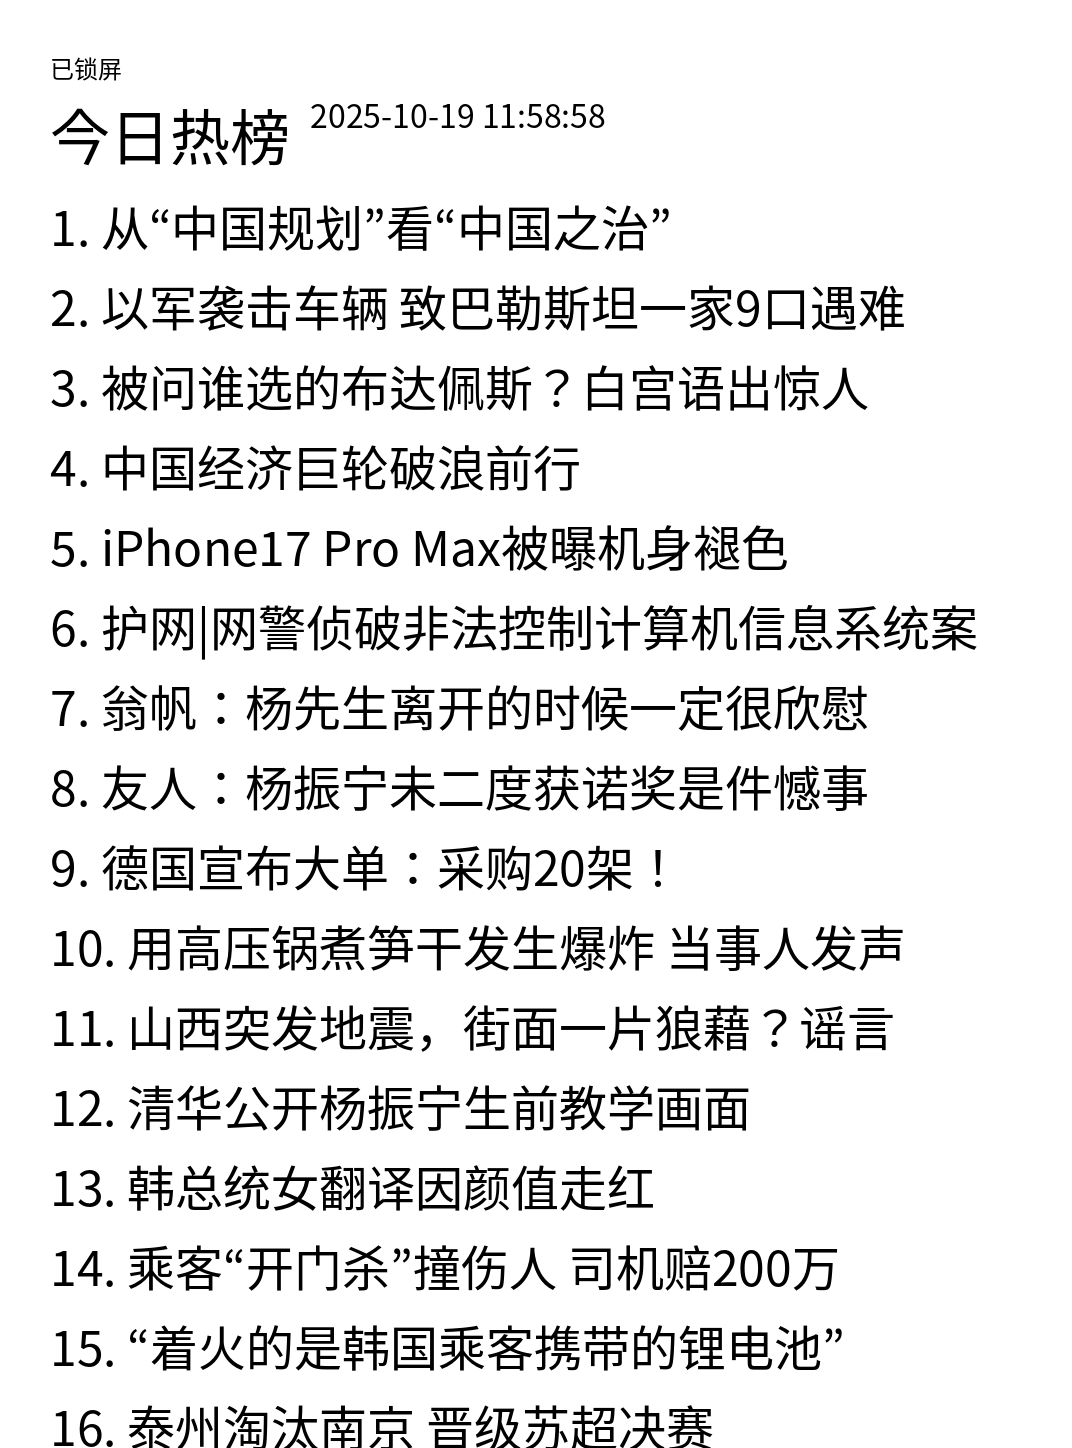 已锁屏
今日热榜 2025-10-19 11:58:58
1. 从“中国规划”看“中国之治”
2. 以军袭击车辆 致巴勒斯坦一家9口遇难
3. 被问谁选的布达佩斯？白宫语出惊人
4. 中国经济巨轮破浪前行
5. iPhone17 Pro Max被曝机身褪色
6. 护网|网警侦破非法控制计算机信息系统案
7. 翁帆：杨先生离开的时候一定很欣慰
8. 友人：杨振宁未二度获诺奖是件憾事
9. 德国宣布大单：采购20架！
10. 用高压锅煮笋干发生爆炸 当事人发声
11. 山西突发地震，街面一片狼藉？谣言
12. 清华公开杨振宁生前教学画面
13. 韩总统女翻译因颜值走红
14. 乘客“开门杀”撞伤人 司机赔200万
15. “着火的是韩国乘客携带的锂电池”
16. 泰州淘汰南京 晋级苏超决赛